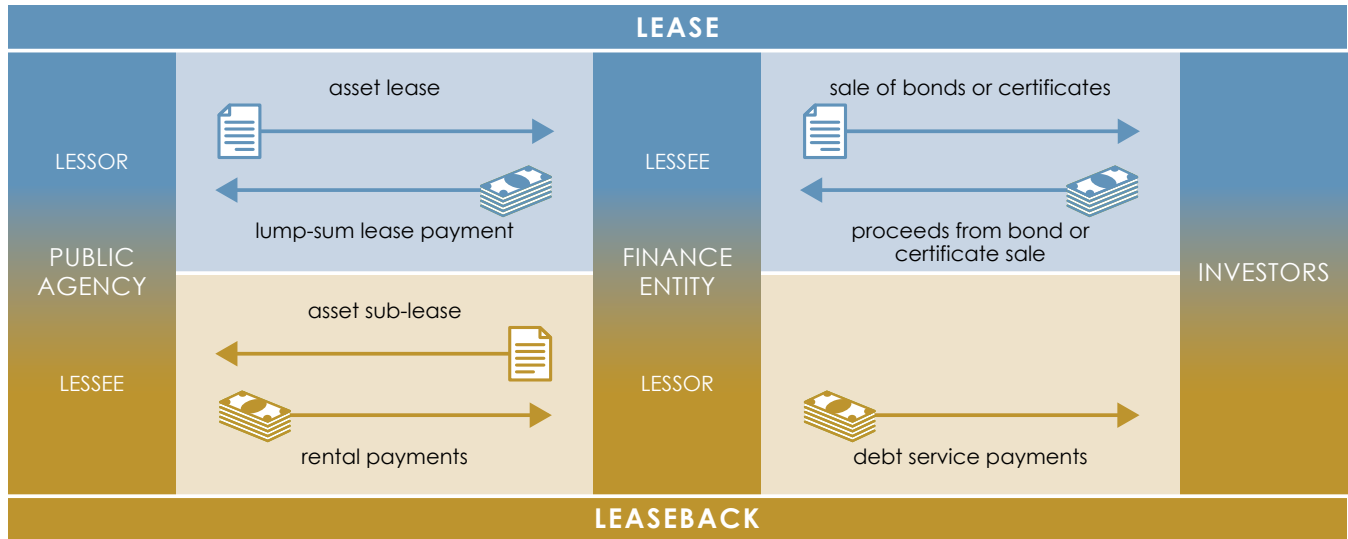 LEASE
asset lease
sale of bonds or certificates
LESSOR
LESSEE
lump-sum lease payment
proceeds from bond or
certificate sale
PUBLIC
AGENCY
FINANCE
ENTITY
INVESTORS
asset sub-lease
LESSEE
LESSOR
rental payments
debt service payments
LEASEBACK